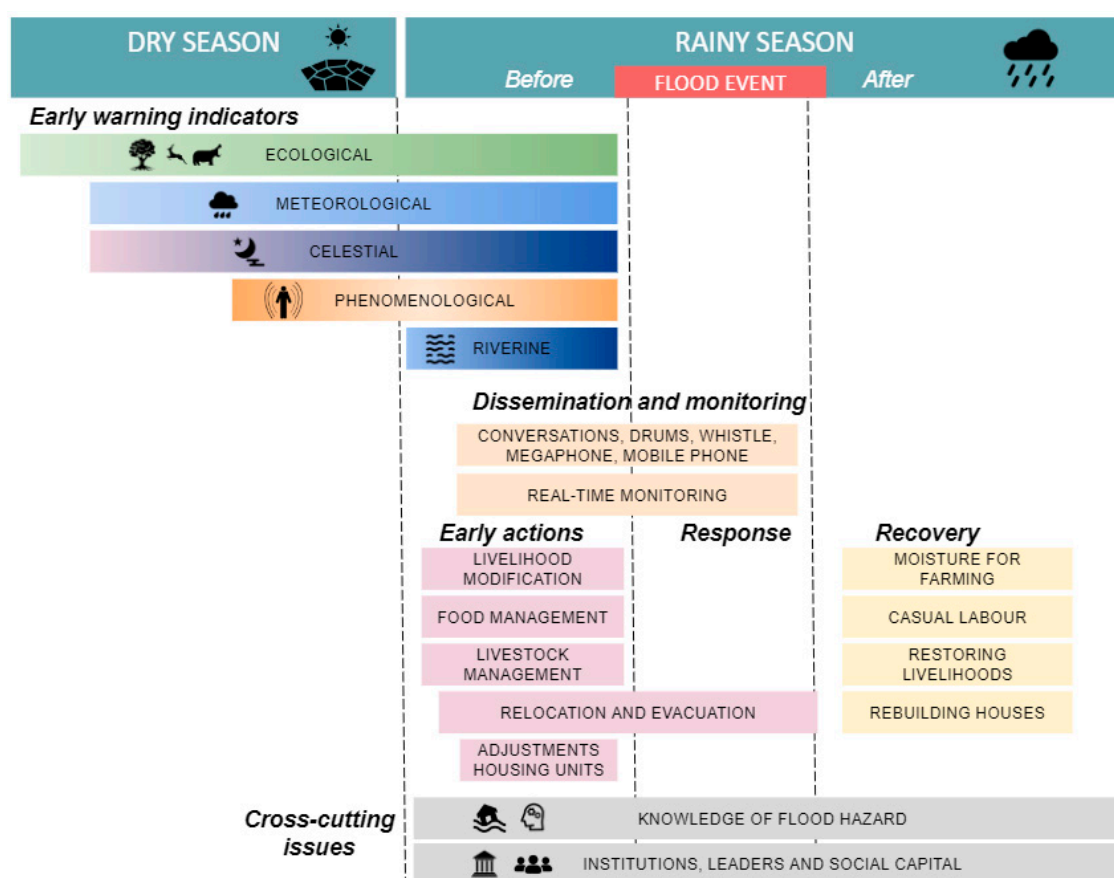 DRY SEASON
RAINY SEASON
Before
FLOOD EVENT
After
Early warning indicators
ECOLOGICAL
METEOROLOGICAL
CELESTIAL
PHENOMENOLOGICAL
RIVERINE
Dissemination and monitoring
CONVERSATIONS, DRUMS, WHISTLE,
MEGAPHONE, MOBILE PHONE
REAL-TIME MONITORING
Early actions
Response
Recovery
LIVELIHOOD
MODIFICATION
MOISTURE FOR
FARMING
FOOD MANAGEMENT
CASUAL LABOUR
LIVESTOCK
MANAGEMENT
RESTORING
LIVELIHOODS
RELOCATION AND EVACUATION
REBUILDING HOUSES
ADJUSTMENTS
HOUSING UNITS
Cross-cutting
issues
KNOWLEDGE OF FLOOD HAZARD
INSTITUTIONS, LEADERS AND SOCIAL CAPITAL